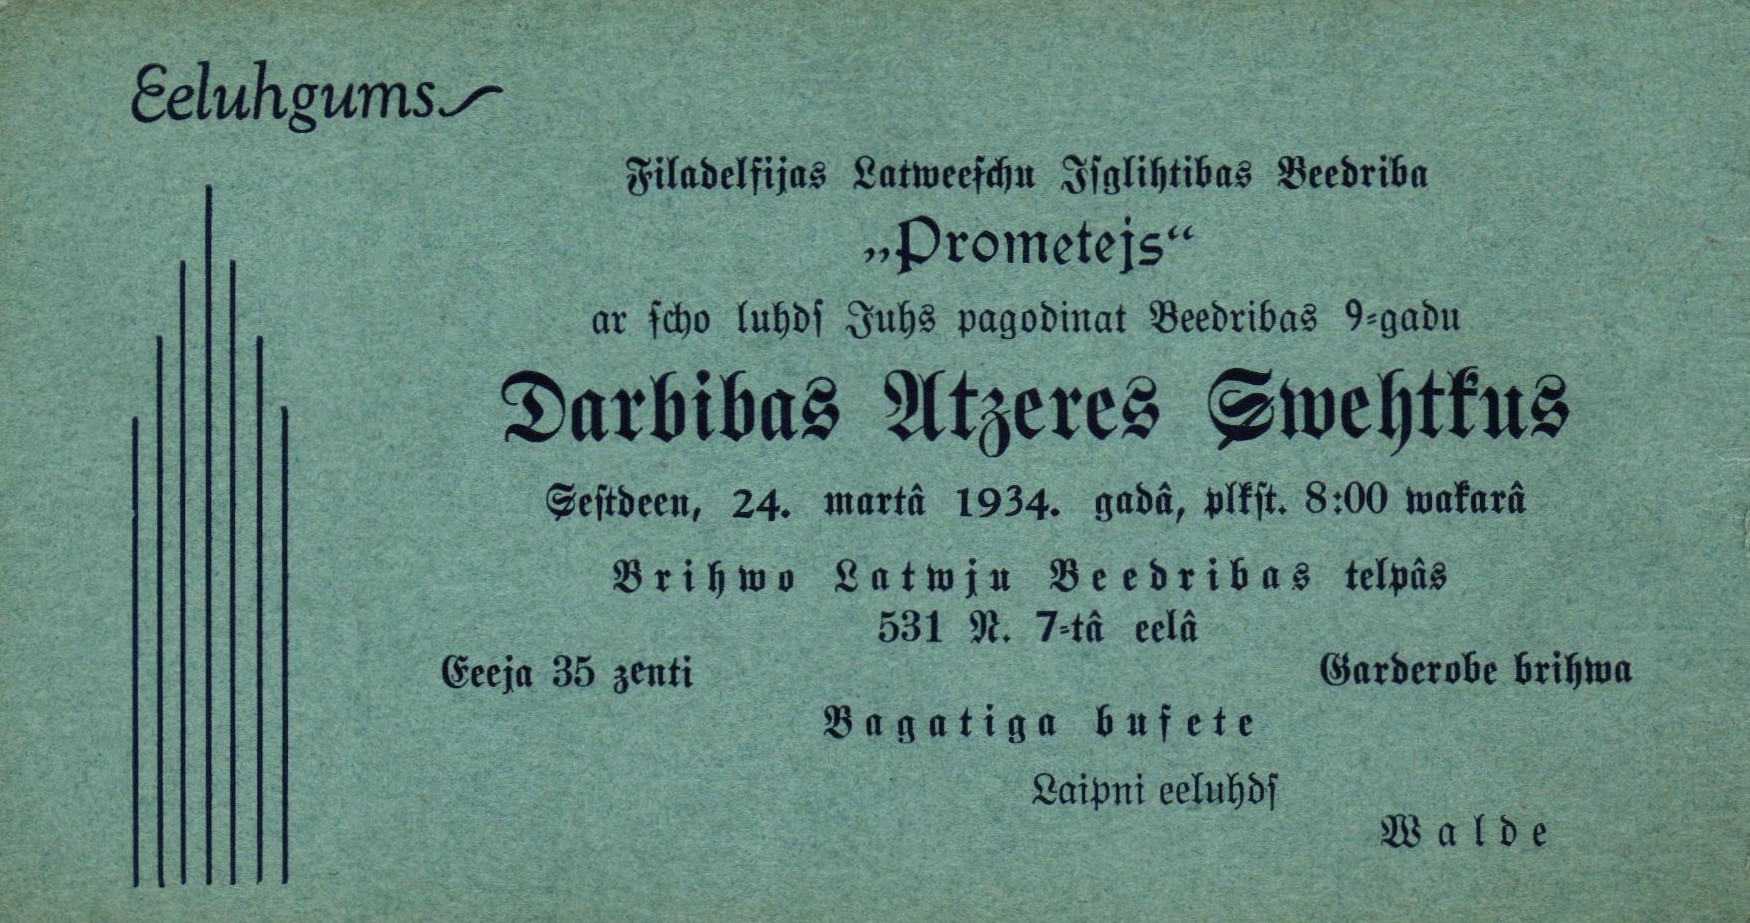 Eeluhgums
Filadelfijas Latweeſchu Iſglihtibas Beedriba
„Prometejs“
ar ſcho luhdſ Juhs pagodinat Beedribas 9-gadu
Darbibas Atzeres Swehtkus
Seſtdeen, 24. martâ 1934. gadâ, plkſt. 8:00 wakarâ
Brihwo Latwju Beedribas telpâs
531 N. 7-tâ eelâ
Eeeja 35 zenti Garderobe brihwa
Bagatiga bufete
Laipni eeluhdſ
Walde